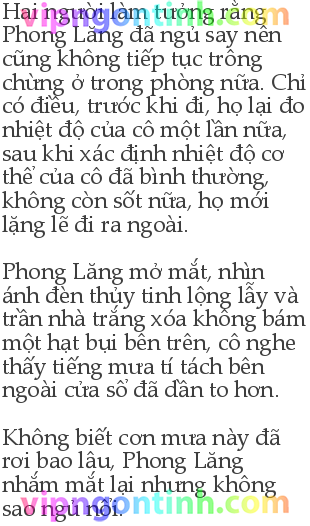 Hai người làm tưởng rằng
Phong Lăng đã ngủ say nên
cũng không tiếp tục trông
chừng ở trong phòng nữa. Chỉ
có điều, trước khi đi, họ lại đo
nhiệt độ của cô một lần nữa,
sau khi xác định nhiệt độ cơ
thể của cô đã bình thường,
không còn sốt nữa, họ mới
lặng lẽ đi ra ngoài.
Phong Lăng mở mắt, nhìn
ánh đèn thủy tinh lộng lẫy và
trần nhà trắng xóa không bám
một hạt bụi bên trên, cô nghe
thấy tiếng mưa tí tách bên
ngoài cửa sổ đã dần to hơn.
Không biết cơn mưa này đã
rơi bao lâu, Phong Lăng
nhắm mắt lại nhưng không
sao ngủ nổi.
vipngontinh.com
vipngontinh.com